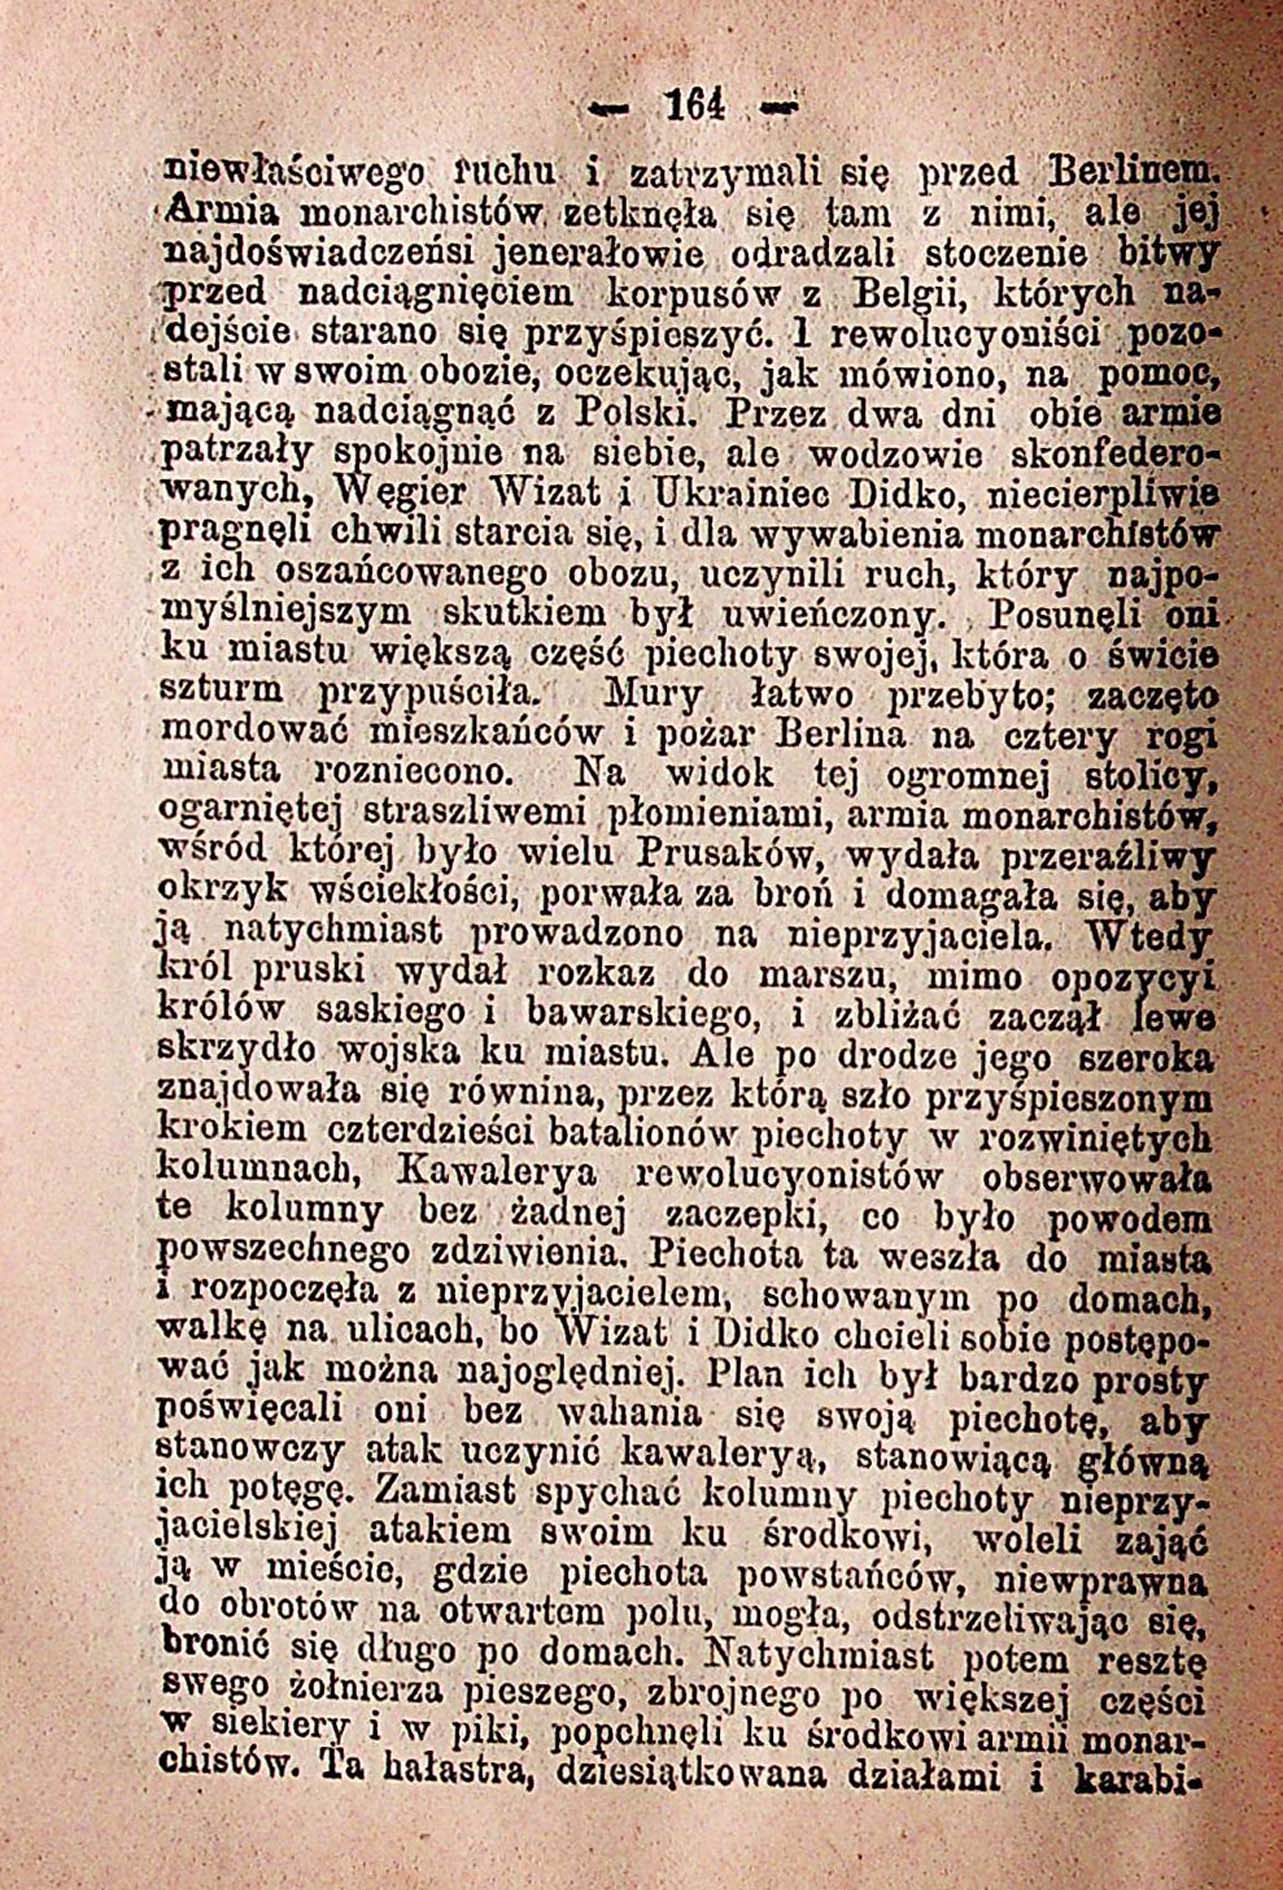 — 164 —
niewłaściwego ruchu i zatrzymali się przed Berlinem.
Armia monarchistów zetknęła się tam z nimi, ale jej
najdoświadczeńsi jenerałowie odradzali stoczenie bitwy
przed nadciągnięciem korpusów z Belgii, których na-
dejście starano się przyśpieszyć. I rewolucyoniści pozo-
stali w swoim obozie, oczekując, jak mówiono, na pomoc,
mającą nadciągnąć z Polski. Przez dwa dni obie armie
patrzały spokojnie na siebie, ale wodzowie skonfedero-
wanych, Węgier Wizat i Ukrainiec Didko, niecierpliwie
pragnęli chwili starcia się, i dla wywabienia monarchistów
z ich oszańcowanego obozu, uczynili ruch, który najpo-
myślniejszym skutkiem był uwieńczony. Posunęli oni
ku miastu większą część piechoty swojej, która o świcie
szturm przypuściła. Mury łatwo przebyto; zaczęto
mordować mieszkańców i pożar Berlina na cztery rogi
miasta rozniecono. Na widok tej ogromnej stolicy,
ogarniętej straszliwemi płomieniami, armia monarchistów,
wśród której było wielu Prusaków, wydała przeraźliwy
okrzyk wściekłości, porwała za broń i domagała się, aby
ją natychmiast prowadzono na nieprzyjaciela. Wtedy
król pruski wydał rozkaz do marszu, mimo opozycyi
królów saskiego i bawarskiego, i zbliżać zaczął lewe
skrzydło wojska ku miastu. Ale po drodze jego szeroka
znajdowała się równina, przez którą szło przyśpieszonym
krokiem czterdzieści batalionów piechoty w rozwiniętych
kolumnach, Kawalerya rewolucyonistów obserwowała
te kolumny bez żadnej zaczepki, co było powodem
powszechnego zdziwienia. Piechota ta weszła do miasta
i rozpoczęła z nieprzyjacielem, schowanym po domach,
walkę na ulicach, bo Wizat i Didko chcieli sobie postępo-
wać jak można najoględniej. Plan ich był bardzo prosty
poświęcali oni bez wahania się swoją piechotę, aby
stanowczy atak uczynić kawaleryą, stanowiącą główną
ich potęgę. Zamiast spychać kolumny piechoty nieprzy-
jacielskiej atakiem swoim ku środkowi, woleli zająć
ją w mieście, gdzie piechota powstańców, niewprawna
do obrotów na otwartem polu, mogła, odstrzeliwając się,
bronić się długo po domach. Natychmiast potem resztę
swego żołnierza pieszego, zbrojnego po większej części
w siekiery i w piki, popchnęli ku środkowi armii monar-
chistów. Ta hałastra, dziesiątkowana działami i karabi-